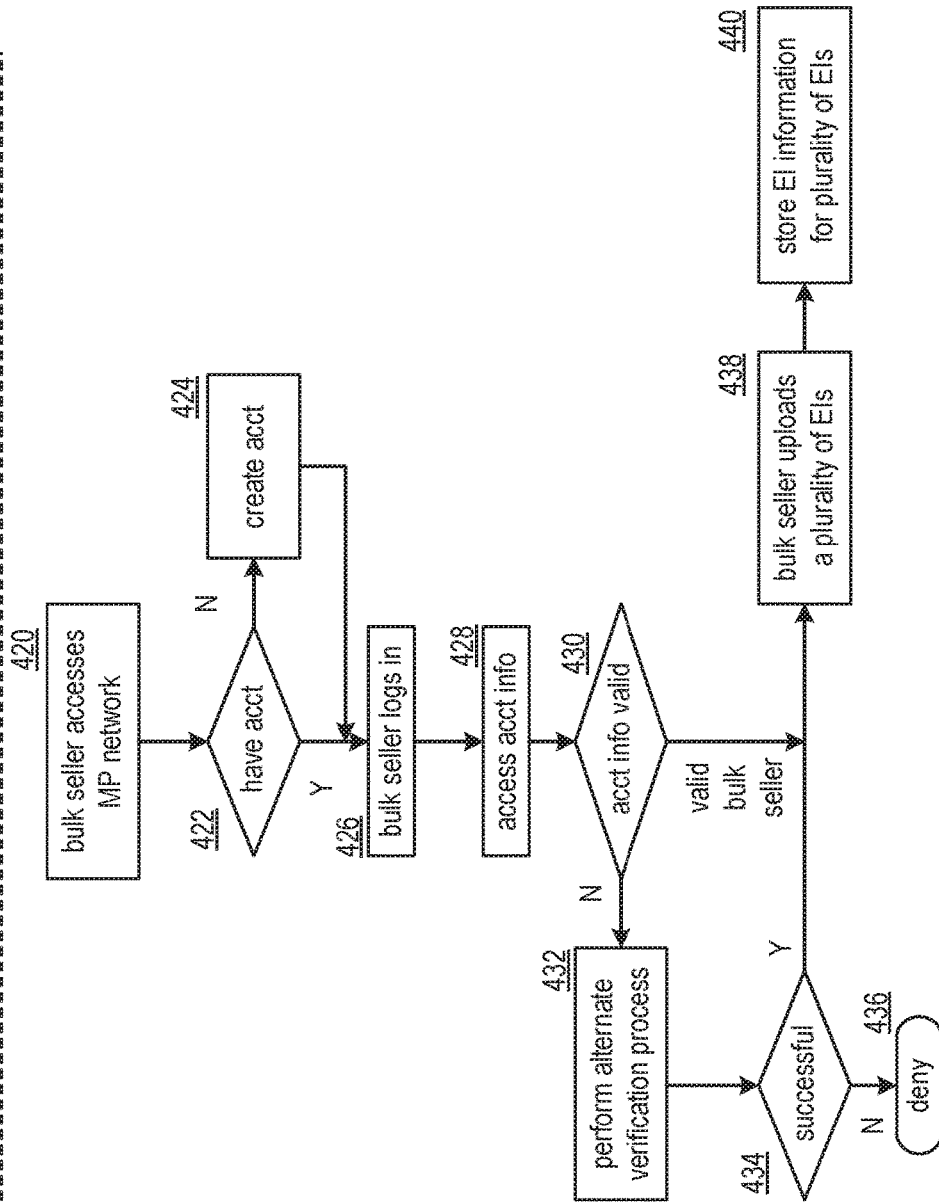 420
bulk seller accesses
MP network
422
have acct
N
424
create acct
Y
426
bulk seller logs in
428
access acct info
430
acct info valid
N
valid
bulk
seller
432
perform alternate
verification process
434
successful
Y
N
436
deny
438
bulk seller uploads
a plurality of EIs
440
store EI information
for plurality of EIs